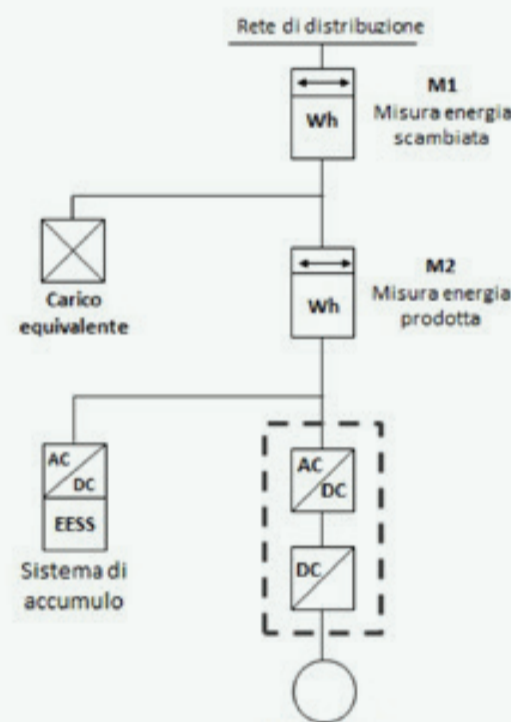 Rete di distribuzione
M1
Misura energia
scambiata
Wh
Carico
equivalente
M2
Misura energia
prodotta
Wh
AC
DC
EESS
Sistema di
accumulo
AC
DC
DC